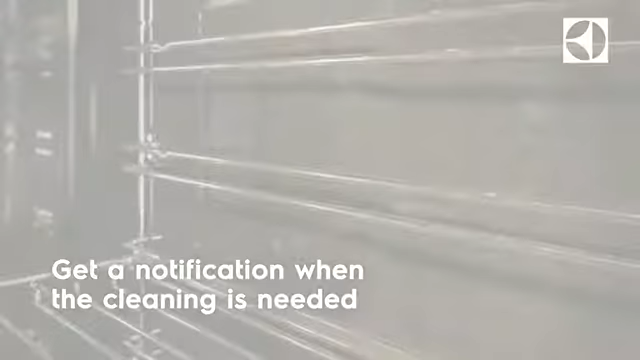 Get a notification when
the cleaning is needed